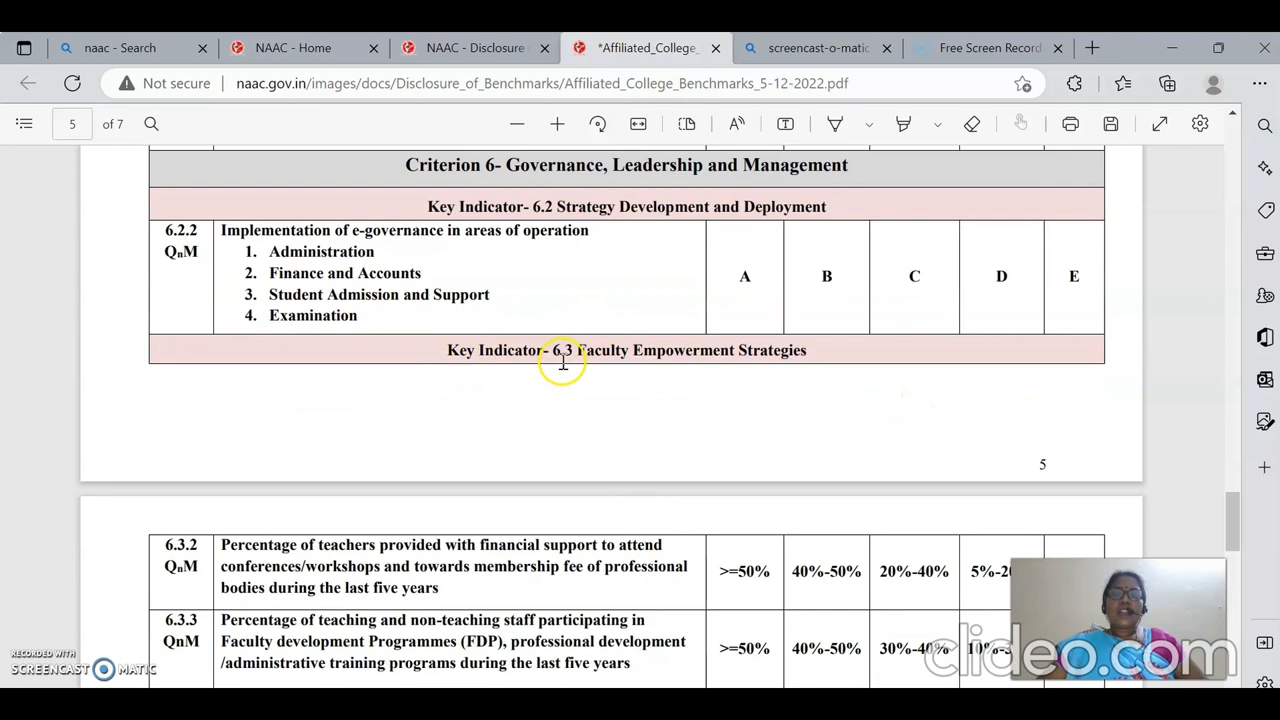 naac - Search
NAAC - Home
NAAC - Disclosure
*Affiliated_College_
screencast-o-matic
Free Screen Record
Not secure
naac.gov.in/images/docs/Disclosure_of_Benchmarks/Affiliated_College_Benchmarks_5-12-2022.pdf
5 of 7
Criterion 6- Governance, Leadership and Management
Key Indicator- 6.2 Strategy Development and Deployment
6.2.2 Implementation of e-governance in areas of operation
QnM 1. Administration
2. Finance and Accounts
A B C D E
3. Student Admission and Support
4. Examination
Key Indicator- 6.3 Faculty Empowerment Strategies
5
6.3.2 Percentage of teachers provided with financial support to attend
QnM conferences/workshops and towards membership fee of professional
>=50% 40%-50% 20%-40% 5%-20
bodies during the last five years
6.3.3 Percentage of teaching and non-teaching staff participating in
QnM Faculty development Programmes (FDP), professional development
>=50% 40%-50% 30%-40% 10%-3
/administrative training programs during the last five years
RECORDED WITH
SCREENCAST MATIC
clideo.com